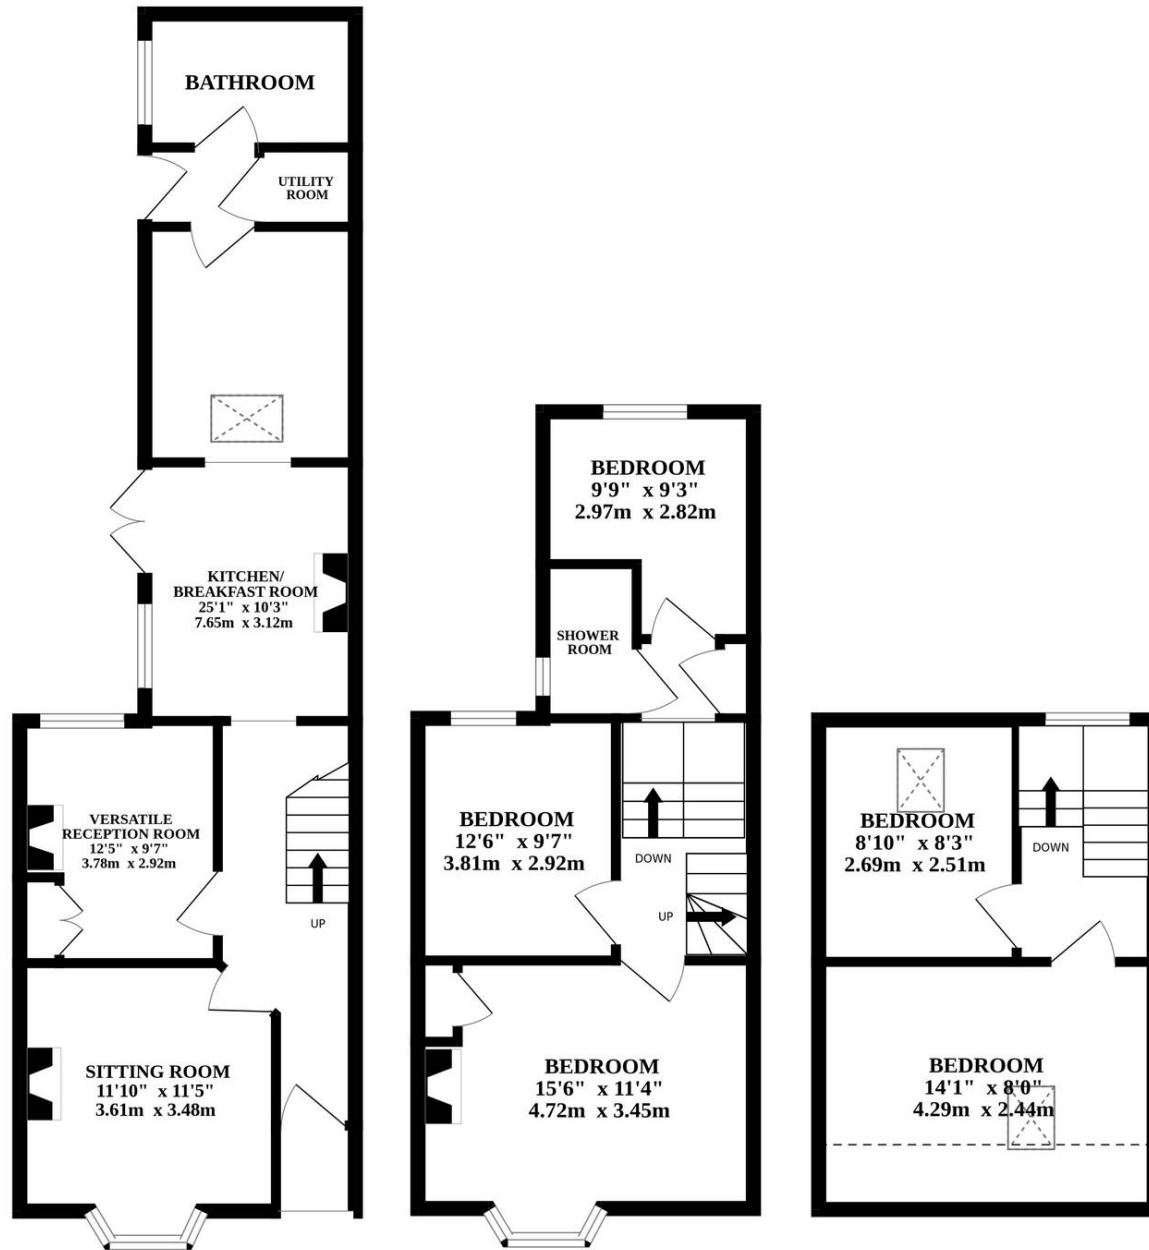 BATHROOM
UTILITY
ROOM
KITCHEN/
BREAKFAST ROOM
25'1" x 10'3"
7.65m x 3.12m
VERSATILE
RECEPTION ROOM
12'5" x 9'7"
3.78m x 2.92m
UP
SITTING ROOM
11'10" x 11'5"
3.61m x 3.48m
BEDROOM
9'9" x 9'3"
2.97m x 2.82m
SHOWER
ROOM
BEDROOM
12'6" x 9'7"
3.81m x 2.92m
DOWN
UP
BEDROOM
15'6" x 11'4"
4.72m x 3.45m
BEDROOM
8'10" x 8'3"
2.69m x 2.51m
DOWN
BEDROOM
14'1" x 8'0"
4.29m x 2.44m